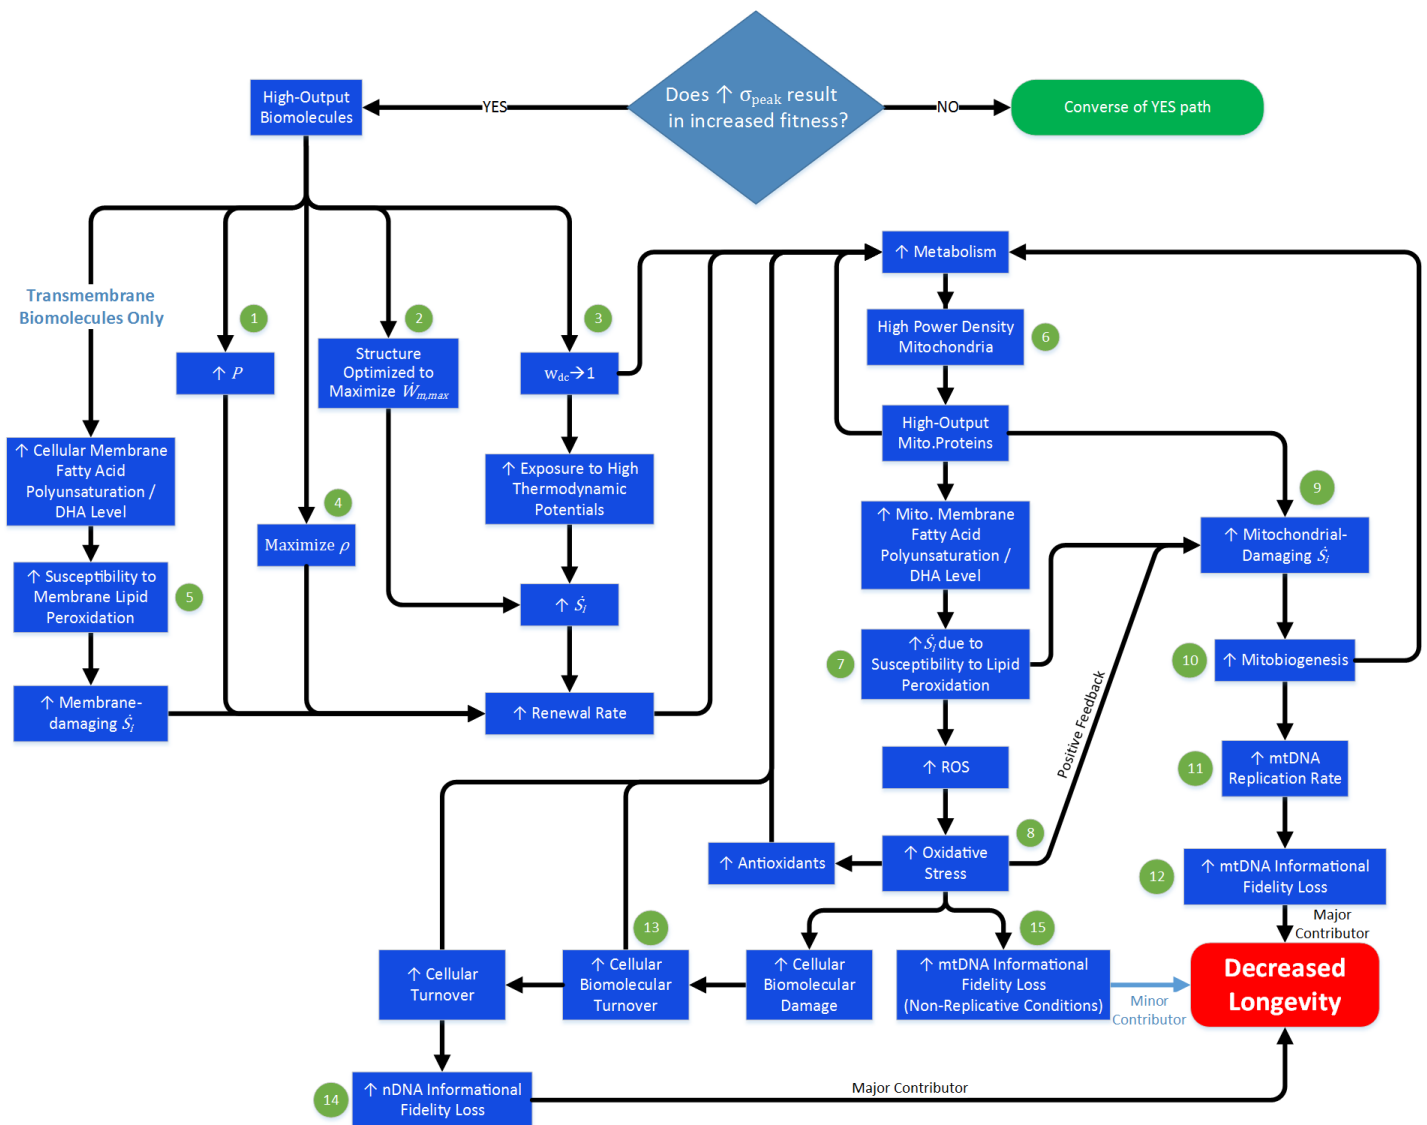 Does ↑ σpeak result
in increased fitness?
YES
NO
High-Output
Biomolecules
Converse of YES path
Transmembrane
Biomolecules Only
1
↑ P
2
Structure
Optimized to
Maximize Ẇm,max
3
wdc→1
4
Maximize ρ
↑ Cellular Membrane
Fatty Acid
Polyunsaturation /
DHA Level
↑ Susceptibility to
Membrane Lipid
Peroxidation
5
↑ Membrane-
damaging Ṡi
↑ Exposure to High
Thermodynamic
Potentials
↑ Ṡi
↑ Renewal Rate
↑ Metabolism
High Power Density
Mitochondria
6
High-Output
Mito.Proteins
↑ Mito. Membrane
Fatty Acid
Polyunsaturation /
DHA Level
7
↑ Ṡi due to
Susceptibility to Lipid
Peroxidation
↑ ROS
8
↑ Oxidative
Stress
↑ Antioxidants
Positive Feedback
9
↑ Mitochondrial-
Damaging Ṡi
10
↑ Mitobiogenesis
11
↑ mtDNA
Replication Rate
12
↑ mtDNA Informational
Fidelity Loss
Major
Contributor
13
↑ Cellular
Turnover
↑ Cellular
Biomolecular
Turnover
↑ Cellular
Biomolecular
Damage
15
↑ mtDNA Informational
Fidelity Loss
(Non-Replicative Conditions)
Minor
Contributor
Decreased
Longevity
14
↑ nDNA Informational
Fidelity Loss
Major Contributor